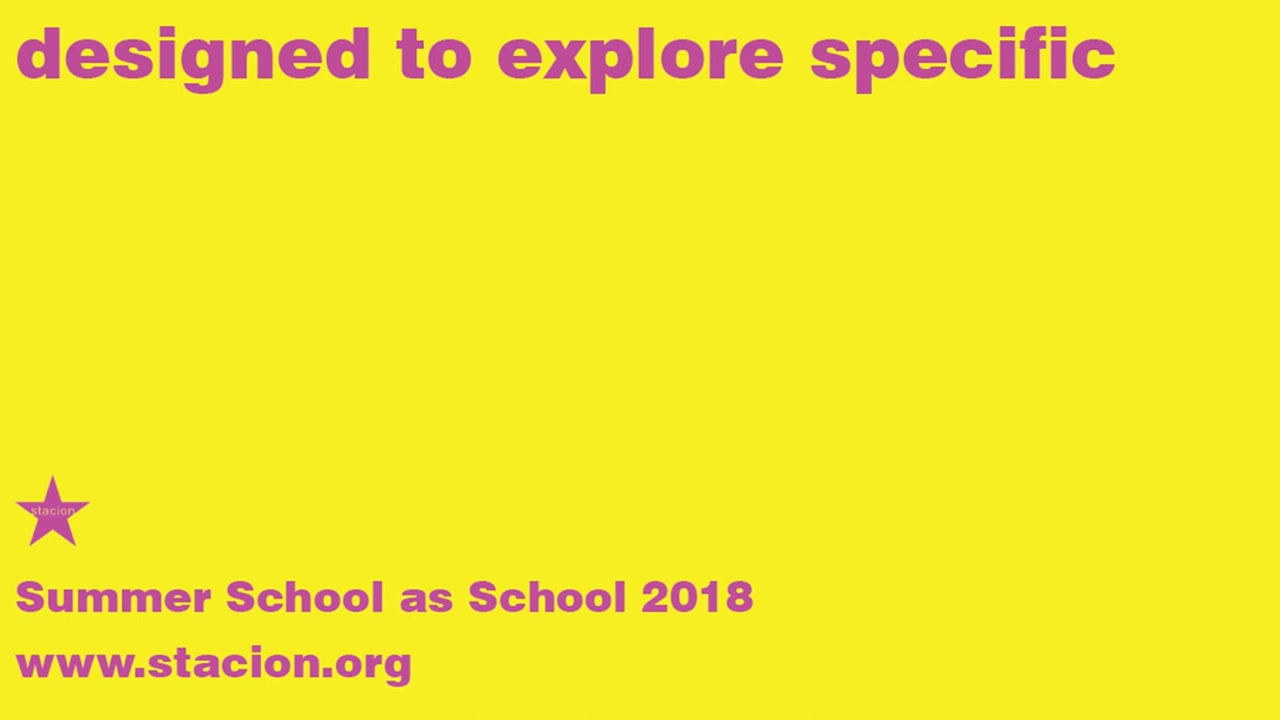 designed to explore specific
stacion
Summer School as School 2018
www.stacion.org